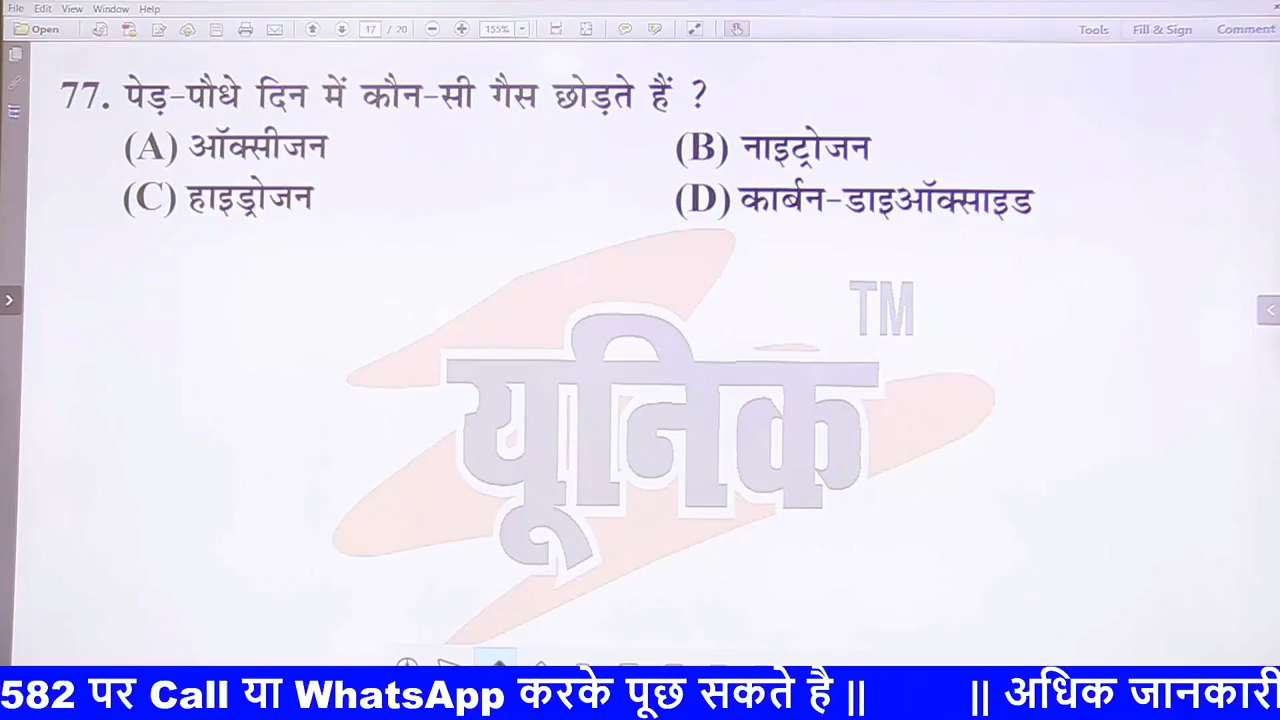 File Edit View Window Help
Open 17 / 20 155% Tools Fill & Sign Comment
77. पेड़-पौधे दिन में कौन-सी गैस छोड़ते हैं ?
(A) ऑक्सीजन (B) नाइट्रोजन
(C) हाइड्रोजन (D) कार्बन-डाइऑक्साइड
TM
यूनिक
582 पर Call या WhatsApp करके पूछ सकते है || || अधिक जानकारी